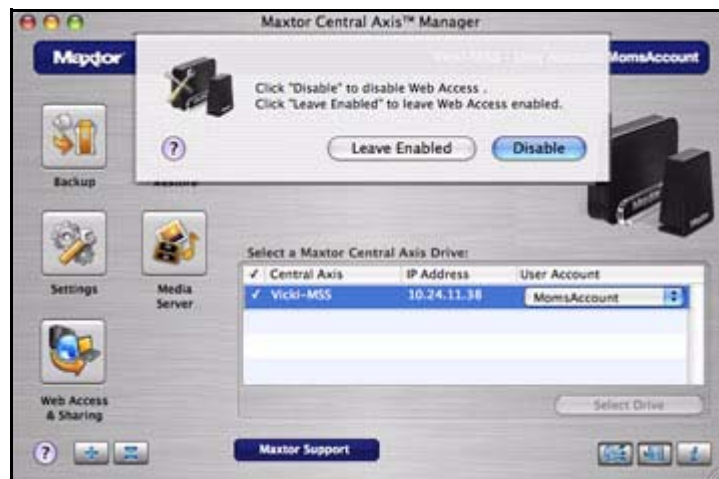 Maxtor Central Axis™ Manager
Maxtor
MomsAccount
Click "Disable" to disable Web Access .
Click "Leave Enabled" to leave Web Access enabled.
?
Leave Enabled
Disable
Backup
Settings
Media
Server
Web Access
& Sharing
Select a Maxtor Central Axis Drive:
✓ Central Axis IP Address User Account
✓ Vicki-MSS 10.24.11.38 MomsAccount
Select Drive
?
Maxtor Support
i